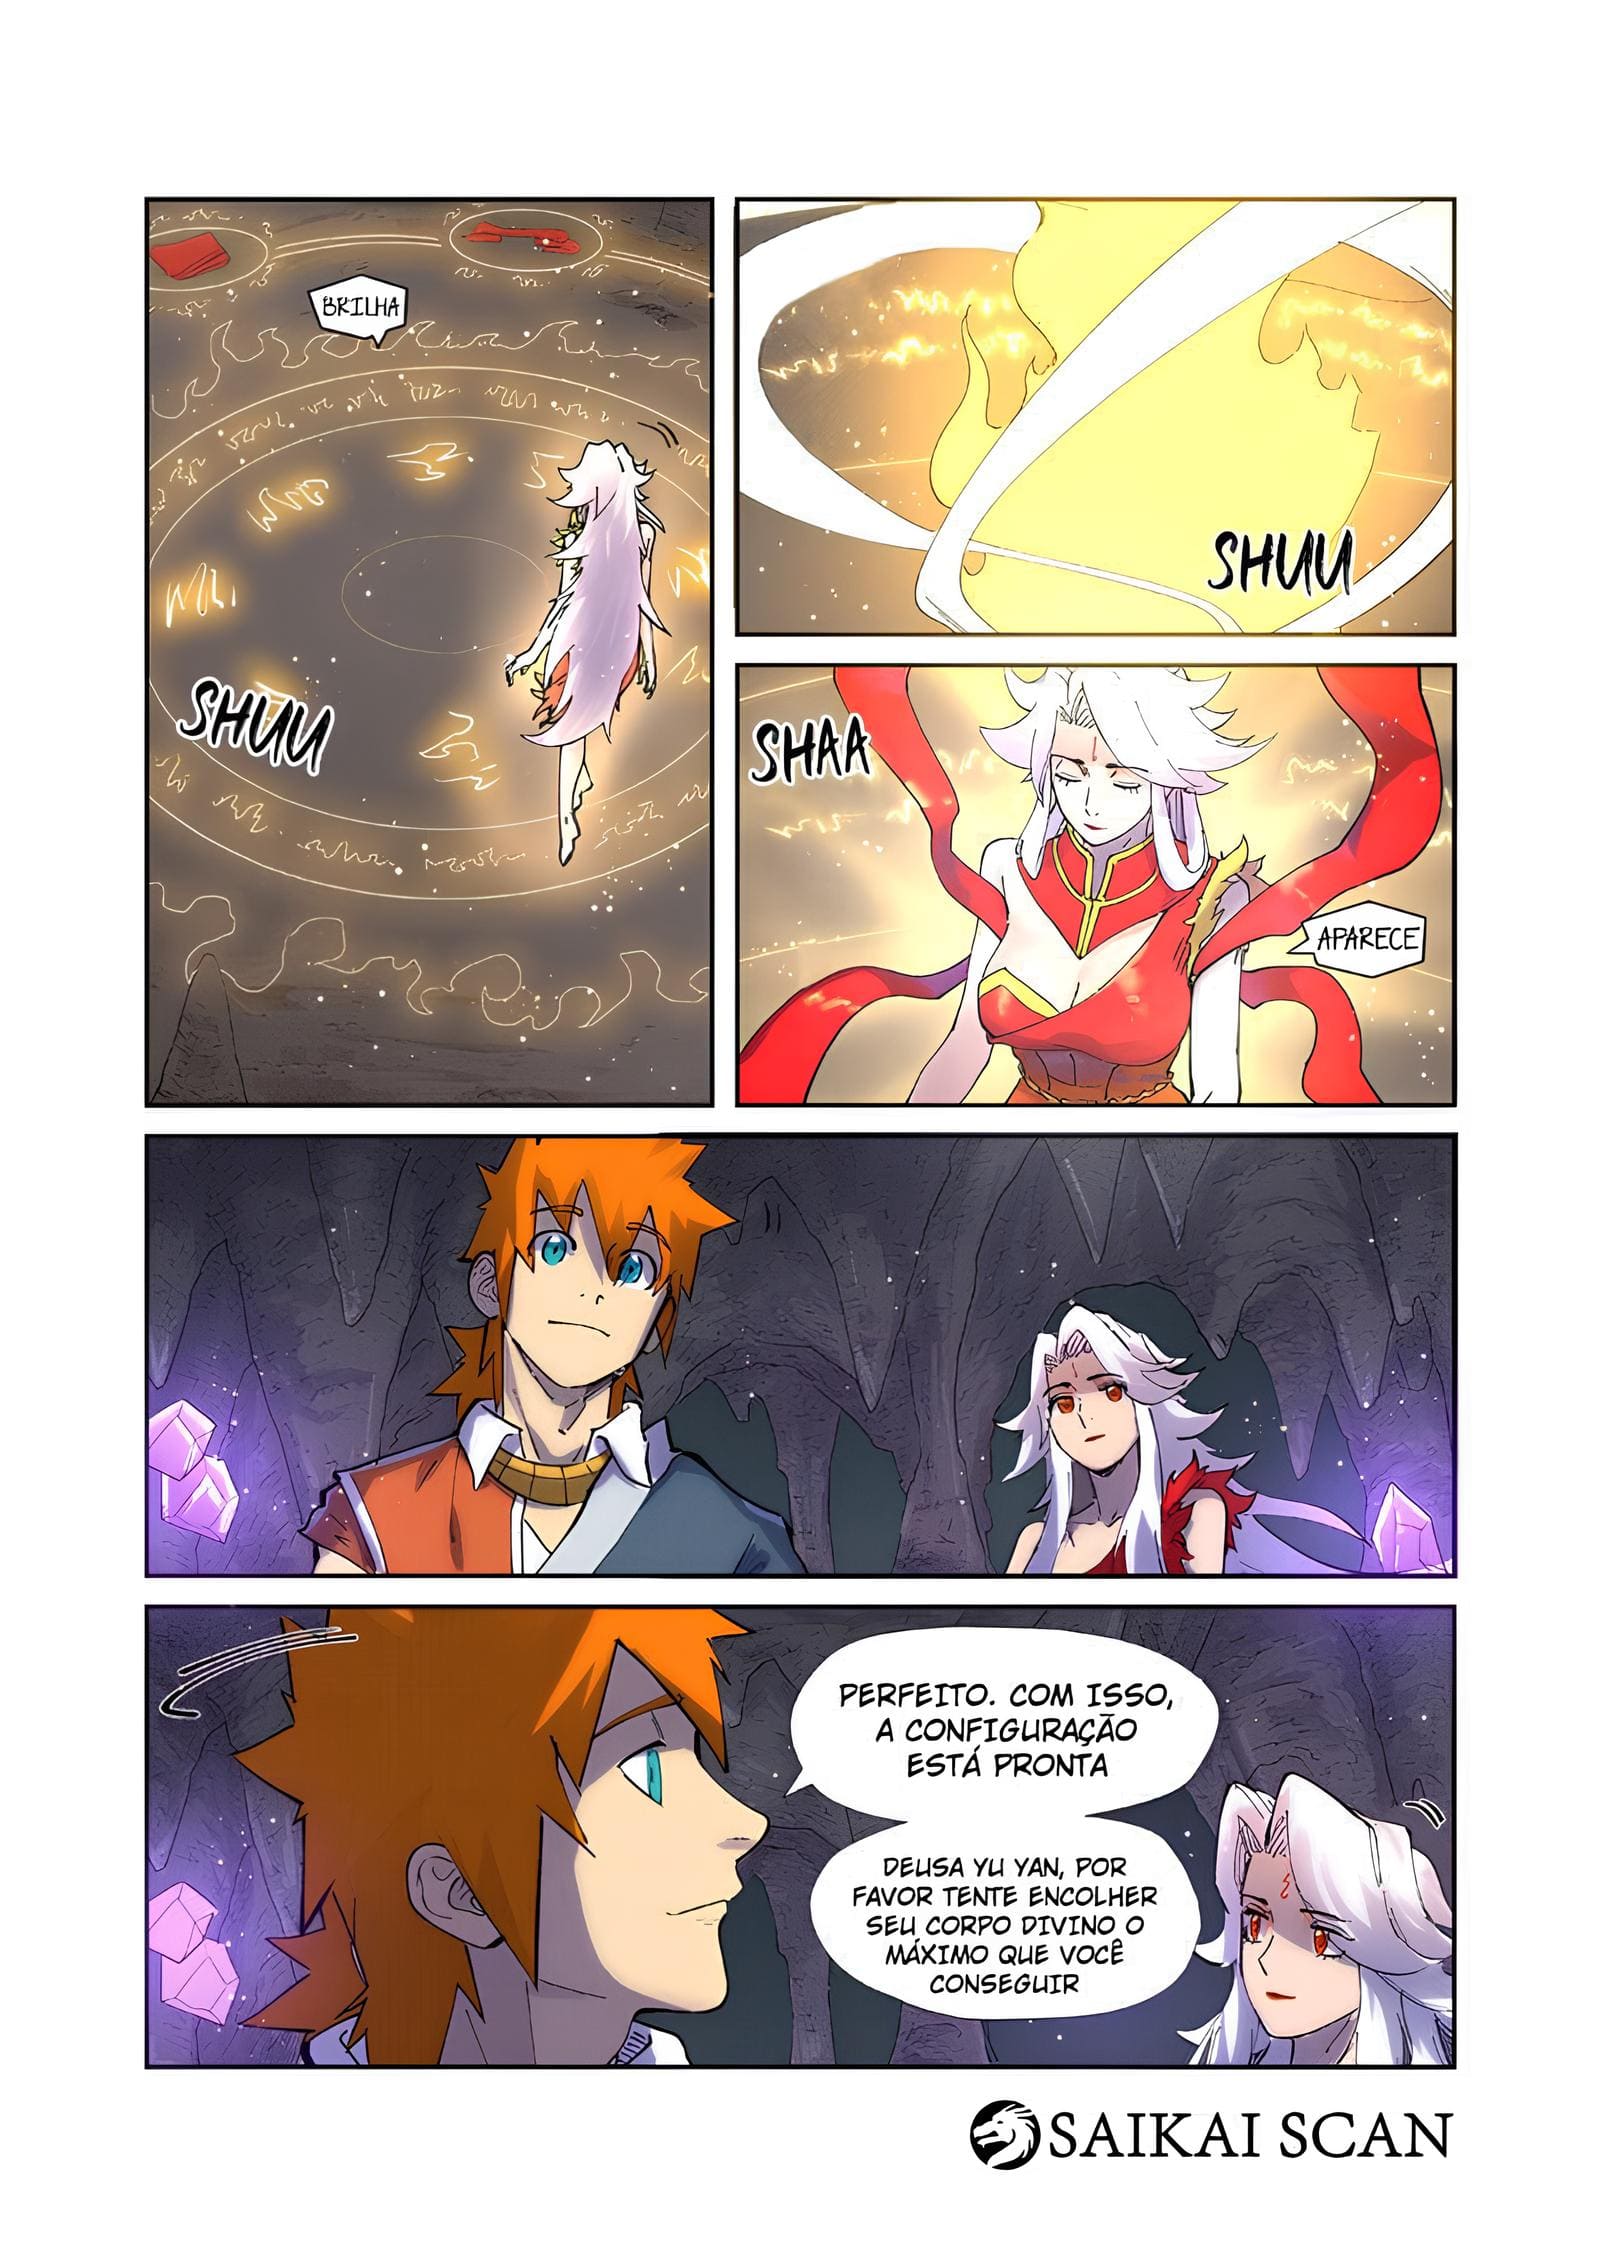 BRILHA
SHUU
SHUU
SHAA
APARECE
PERFEITO. COM ISSO,
A CONFIGURAÇÃO
ESTÁ PRONTA
DEUSA YU YAN, POR
FAVOR TENTE ENCOLHER
SEU CORPO DIVINO O
MÁXIMO QUE VOCÊ
CONSEGUIR
SAIKAI SCAN